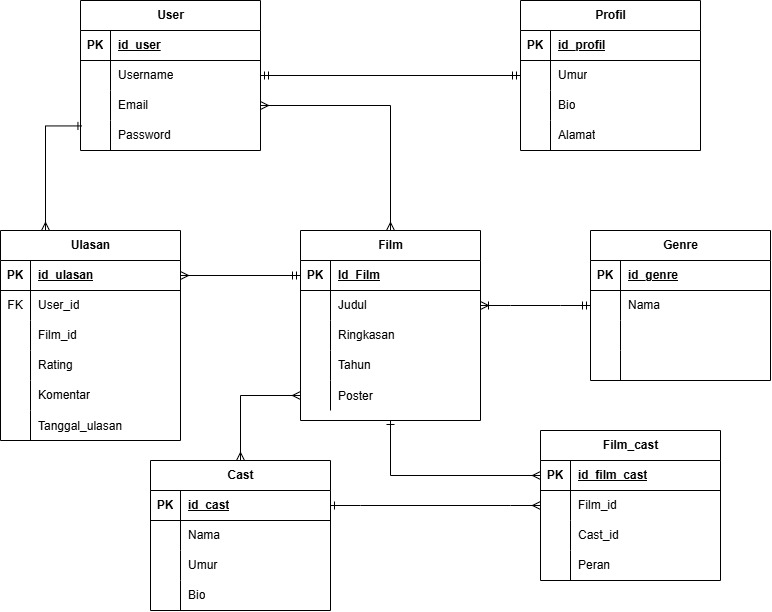 User
PK id_user
Username
Email
Password
Profil
PK id_profil
Umur
Bio
Alamat
Ulasan
PK id_ulasan
FK User_id
Film_id
Rating
Komentar
Tanggal_ulasan
Film
PK Id_Film
Judul
Ringkasan
Tahun
Poster
Genre
PK id_genre
Nama
Cast
PK id_cast
Nama
Umur
Bio
Film_cast
PK id_film_cast
Film_id
Cast_id
Peran